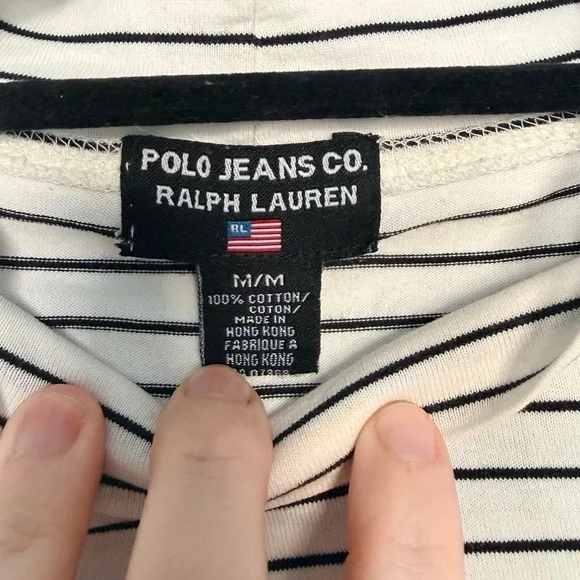 POLO JEANS CO.
RALPH LAUREN
RL
M/M
100% COTTON/
COTON/
MADE IN
HONG KONG
FABRIQUE A
HONG KONG